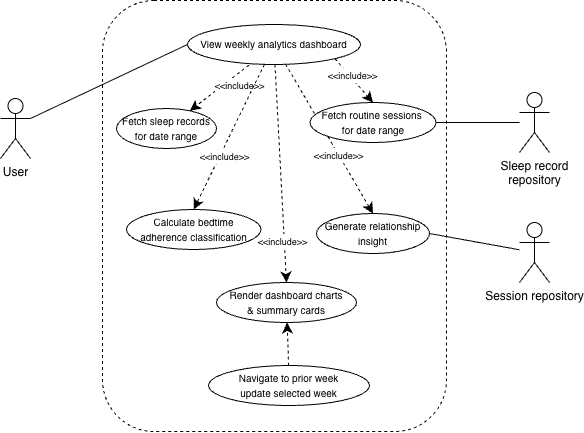 View weekly analytics dashboard
<<include>>
<<include>>
Fetch sleep records
for date range
Fetch routine sessions
for date range
User
Sleep record
repository
<<include>>
<<include>>
Calculate bedtime
adherence classification
Generate relationship
insight
<<include>>
Session repository
Render dashboard charts
& summary cards
Navigate to prior week
update selected week